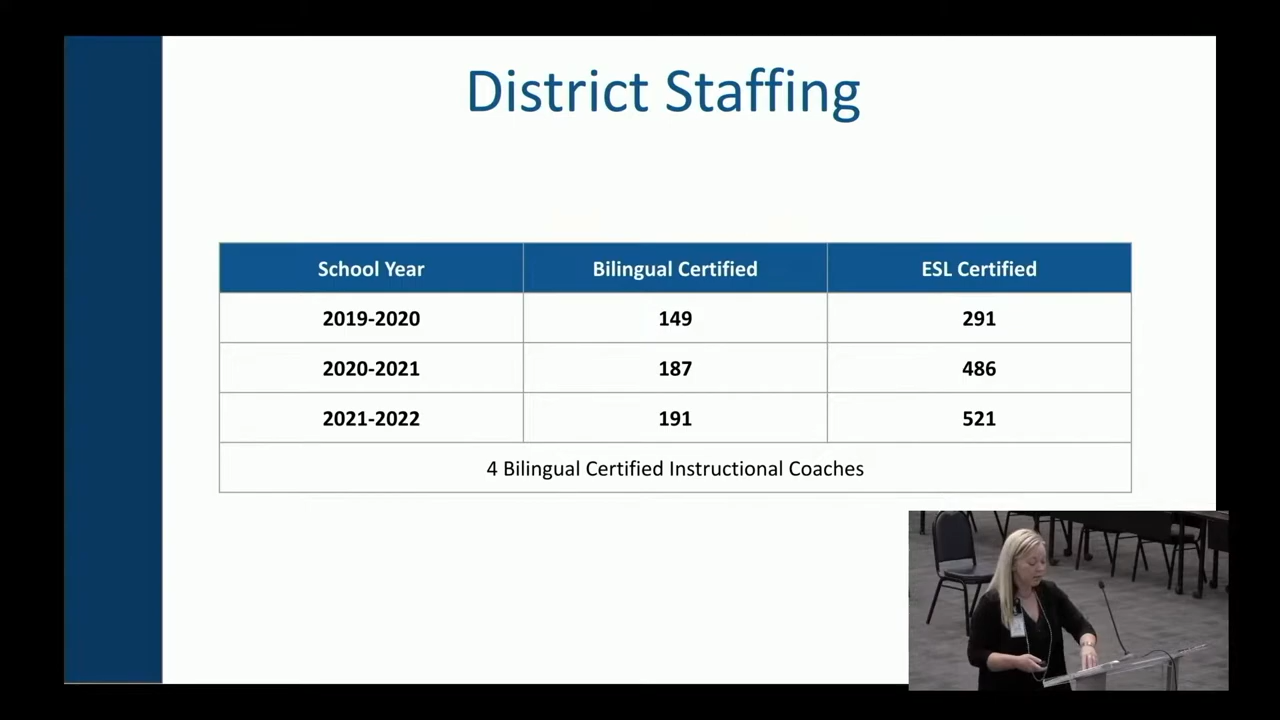 District Staffing
School Year Bilingual Certified ESL Certified
2019-2020 149 291
2020-2021 187 486
2021-2022 191 521
4 Bilingual Certified Instructional Coaches